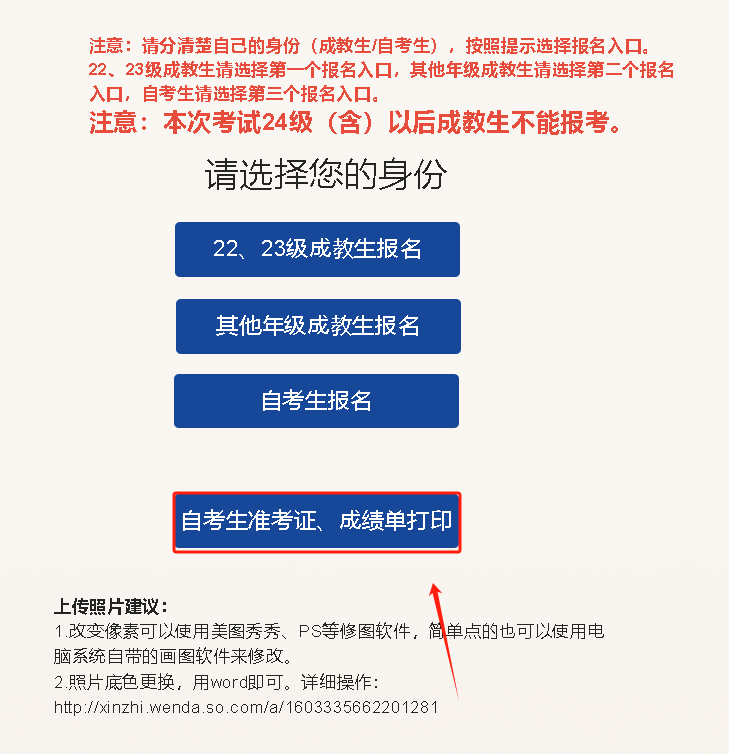 注意：请分清楚自己的身份（成教生/自考生），按照提示选择报名入口。
22、23级成教生请选择第一个报名入口，其他年级成教生请选择第二个报名
入口，自考生请选择第三个报名入口。
注意：本次考试24级（含）以后成教生不能报考。
请选择您的身份
22、23级成教生报名
其他年级成教生报名
自考生报名
自考生准考证、成绩单打印
上传照片建议：
1.改变像素可以使用美图秀秀、PS等修图软件，简单点的也可以使用电
脑系统自带的画图软件来修改。
2.照片底色更换，用word即可。详细操作：
http://xinzhi.wenda.so.com/a/1603335662201281